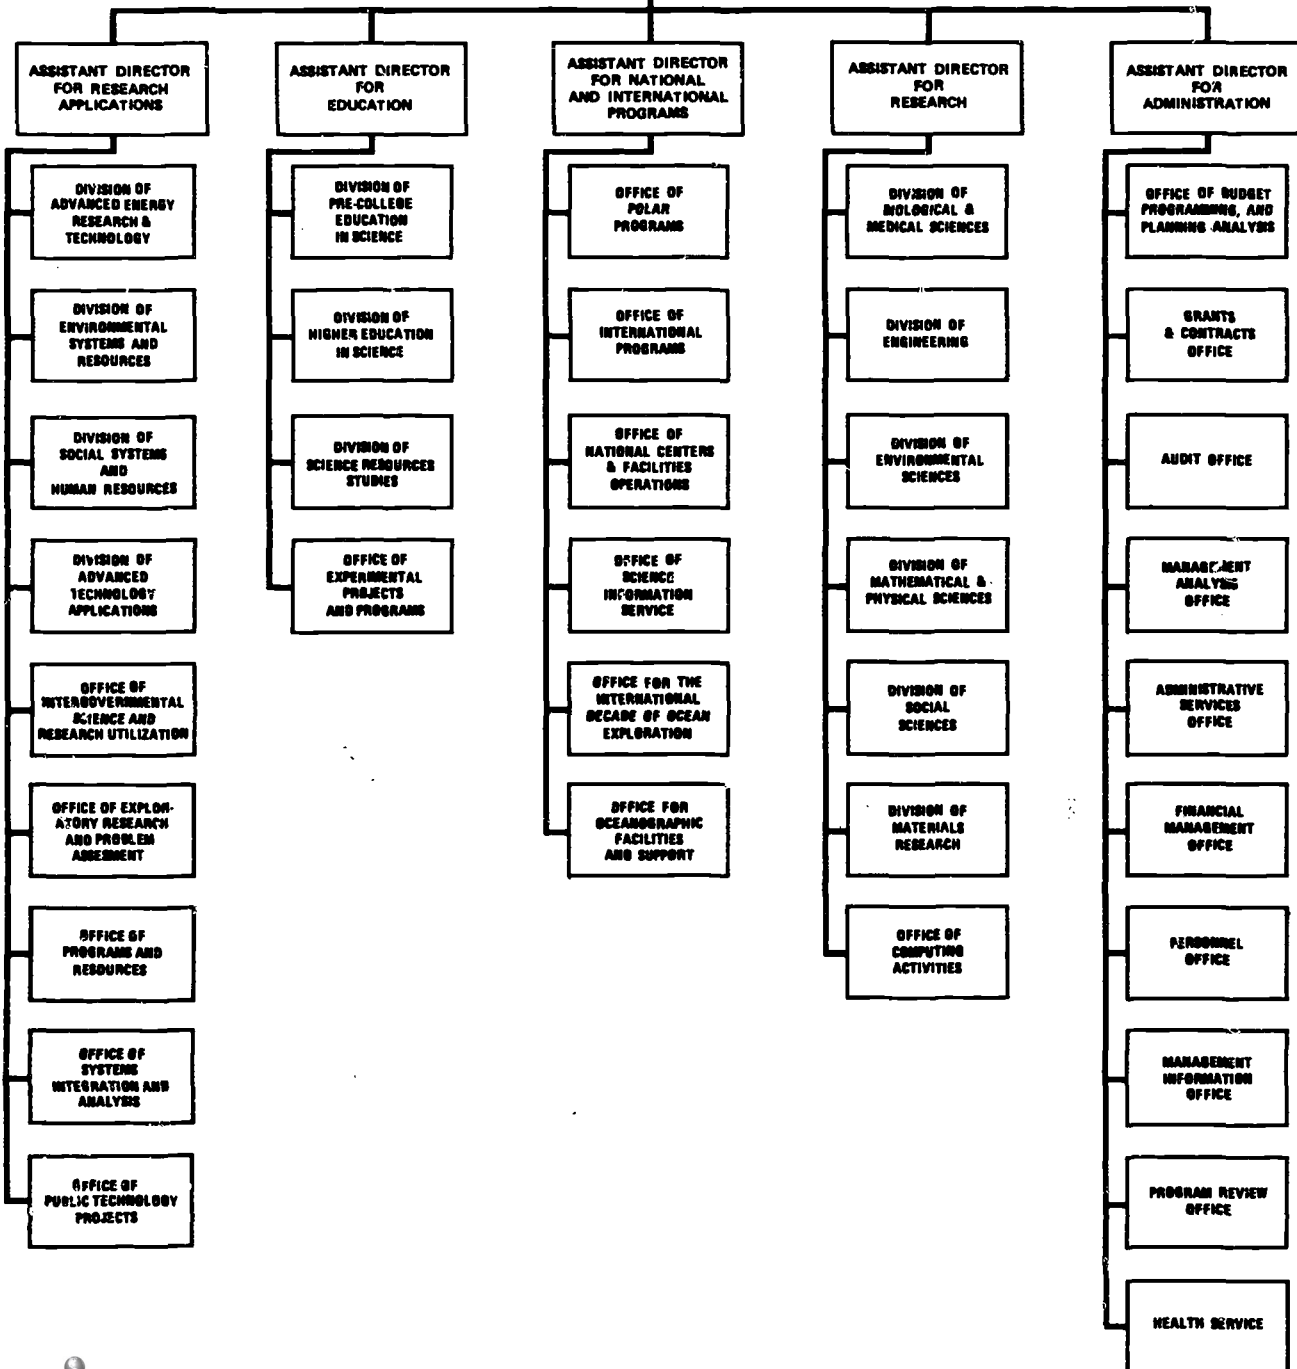 ASSISTANT DIRECTOR
FOR RESEARCH
APPLICATIONS
DIVISION OF
ADVANCED ENERGY
RESEARCH &
TECHNOLOGY
DIVISION OF
ENVIRONMENTAL
SYSTEMS AND
RESOURCES
DIVISION OF
SOCIAL SYSTEMS
AND
HUMAN RESOURCES
DIVISION OF
ADVANCED
TECHNOLOGY
APPLICATIONS
OFFICE OF
INTERGOVERNMENTAL
SCIENCE AND
RESEARCH UTILIZATION
OFFICE OF EXPLOR-
ATORY RESEARCH
AND PROBLEM
ASSESMENT
OFFICE OF
PROGRAMS AND
RESOURCES
OFFICE OF
SYSTEMS
INTEGRATION AND
ANALYSIS
OFFICE OF
PUBLIC TECHNOLOGY
PROJECTS
ASSISTANT DIRECTOR
FOR
EDUCATION
DIVISION OF
PRE-COLLEGE
EDUCATION
IN SCIENCE
DIVISION OF
HIGHER EDUCATION
IN SCIENCE
DIVISION OF
SCIENCE RESOURCES
STUDIES
OFFICE OF
EXPERIMENTAL
PROJECTS
AND PROGRAMS
ASSISTANT DIRECTOR
FOR NATIONAL
AND INTERNATIONAL
PROGRAMS
OFFICE OF
POLAR
PROGRAMS
OFFICE OF
INTERNATIONAL
PROGRAMS
OFFICE OF
NATIONAL CENTERS
& FACILITIES
OPERATIONS
OFFICE OF
SCIENCE
INFORMATION
SERVICE
OFFICE FOR THE
INTERNATIONAL
DECADE OF OCEAN
EXPLORATION
OFFICE FOR
OCEANOGRAPHIC
FACILITIES
AND SUPPORT
ASSISTANT DIRECTOR
FOR
RESEARCH
DIVISION OF
BIOLOGICAL &
MEDICAL SCIENCES
DIVISION OF
ENGINEERING
DIVISION OF
ENVIRONMENTAL
SCIENCES
DIVISION OF
MATHEMATICAL &
PHYSICAL SCIENCES
DIVISION OF
SOCIAL
SCIENCES
DIVISION OF
MATERIALS
RESEARCH
OFFICE OF
COMPUTING
ACTIVITIES
ASSISTANT DIRECTOR
FOR
ADMINISTRATION
OFFICE OF BUDGET
PROGRAMMING, AND
PLANNING ANALYSIS
GRANTS
& CONTRACTS
OFFICE
AUDIT OFFICE
MANAGEMENT
ANALYSIS
OFFICE
ADMINISTRATIVE
SERVICES
OFFICE
FINANCIAL
MANAGEMENT
OFFICE
PERSONNEL
OFFICE
MANAGEMENT
INFORMATION
OFFICE
PROGRAM REVIEW
OFFICE
HEALTH SERVICE